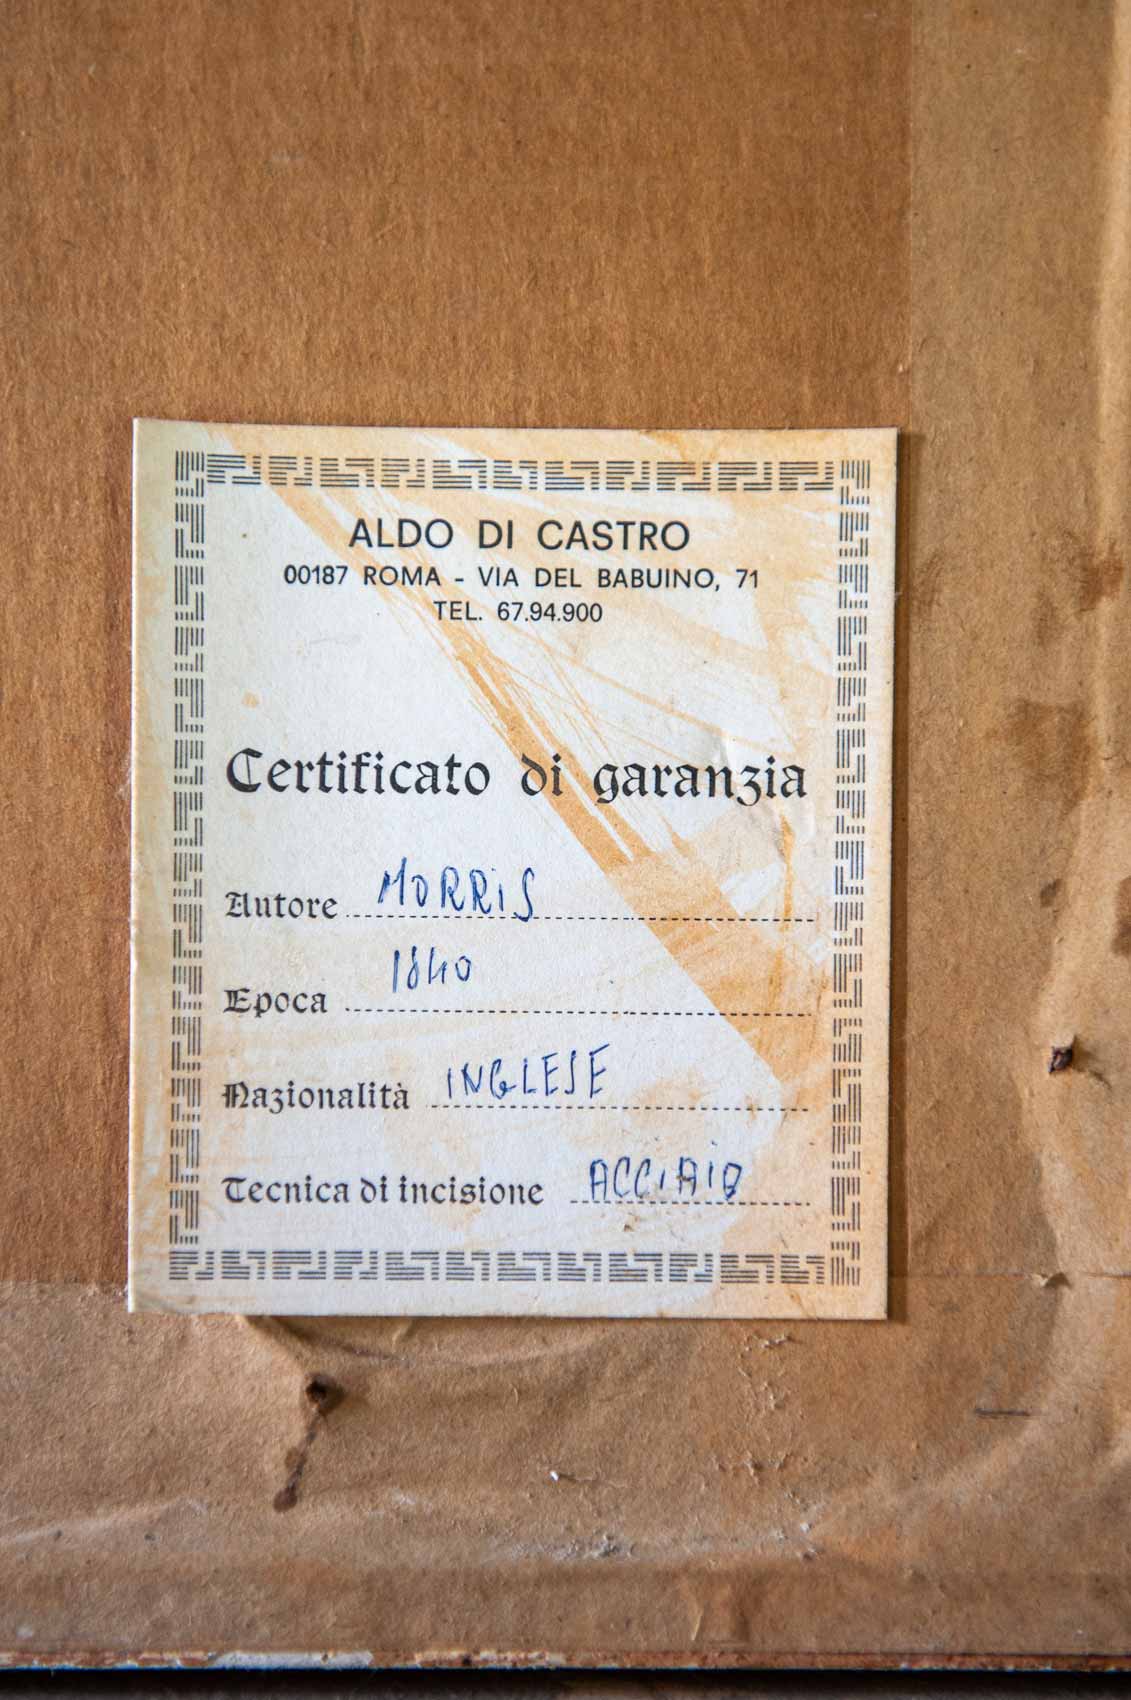 ALDO DI CASTRO
00187 ROMA - VIA DEL BABUINO, 71
TEL. 67.94.900
Certificato di garanzia
Autore MORRIS
Epoca 1840
Nazionalità INGLESE
Tecnica di incisione ACCIAIO